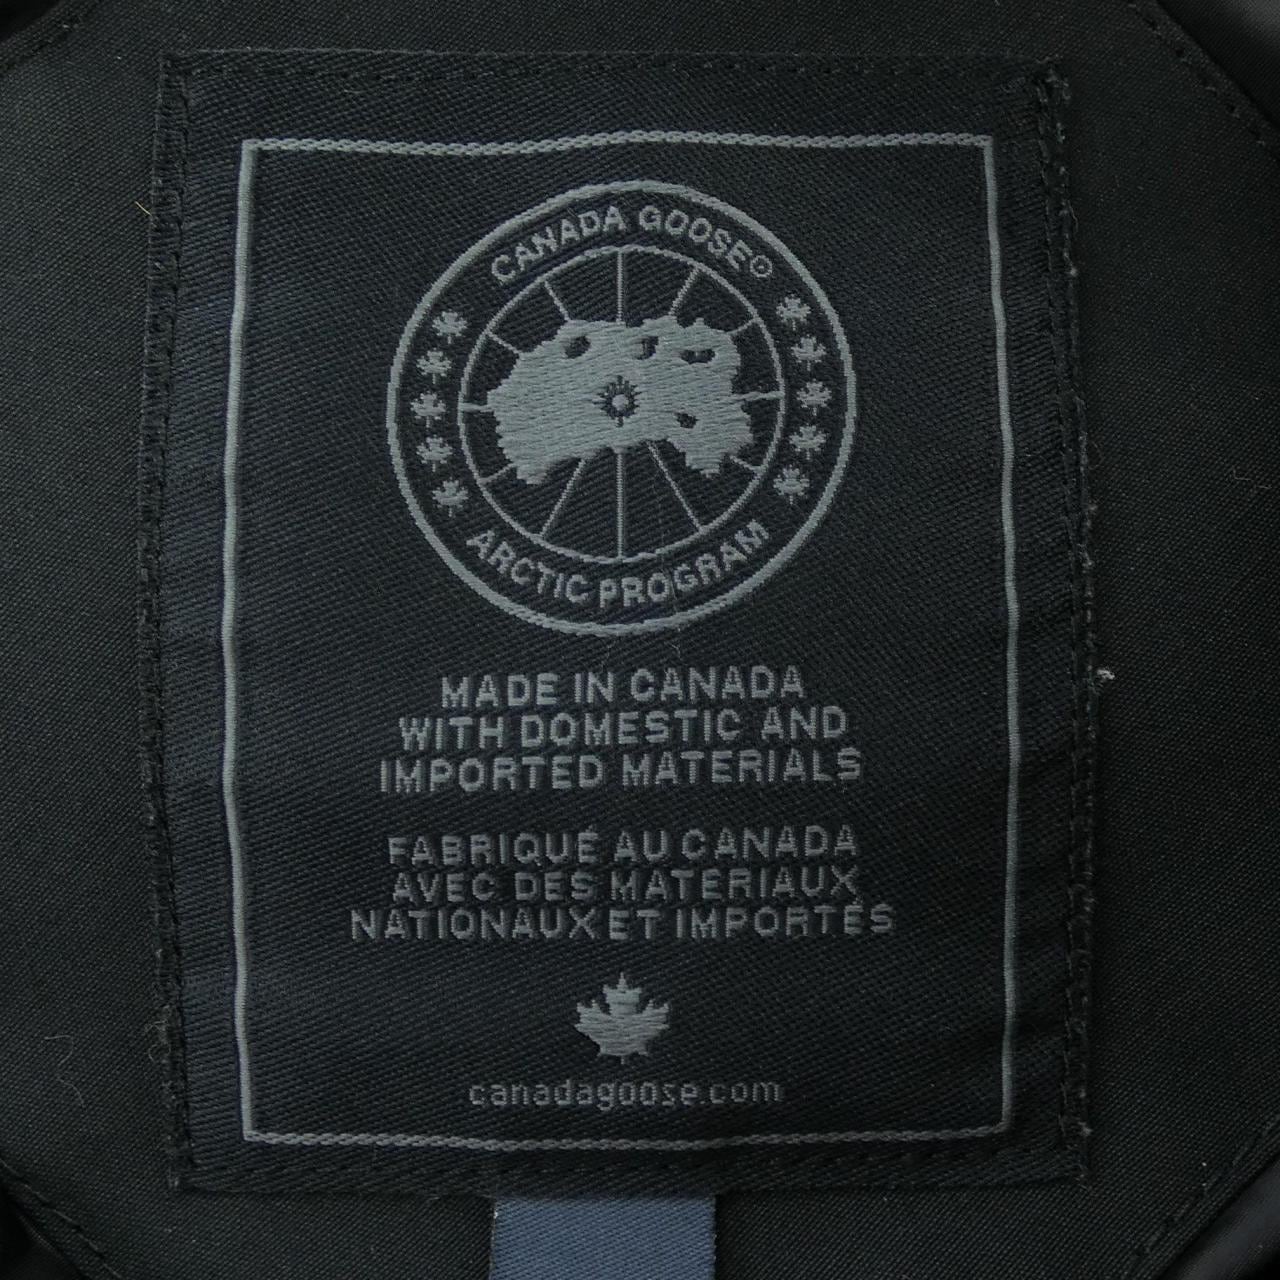 CANADA GOOSE®
ARCTIC PROGRAM
MADE IN CANADA
WITH DOMESTIC AND
IMPORTED MATERIALS
FABRIQUÉ AU CANADA
AVEC DES MATERIAUX
NATIONAUX ET IMPORTÉS
canadagoose.com